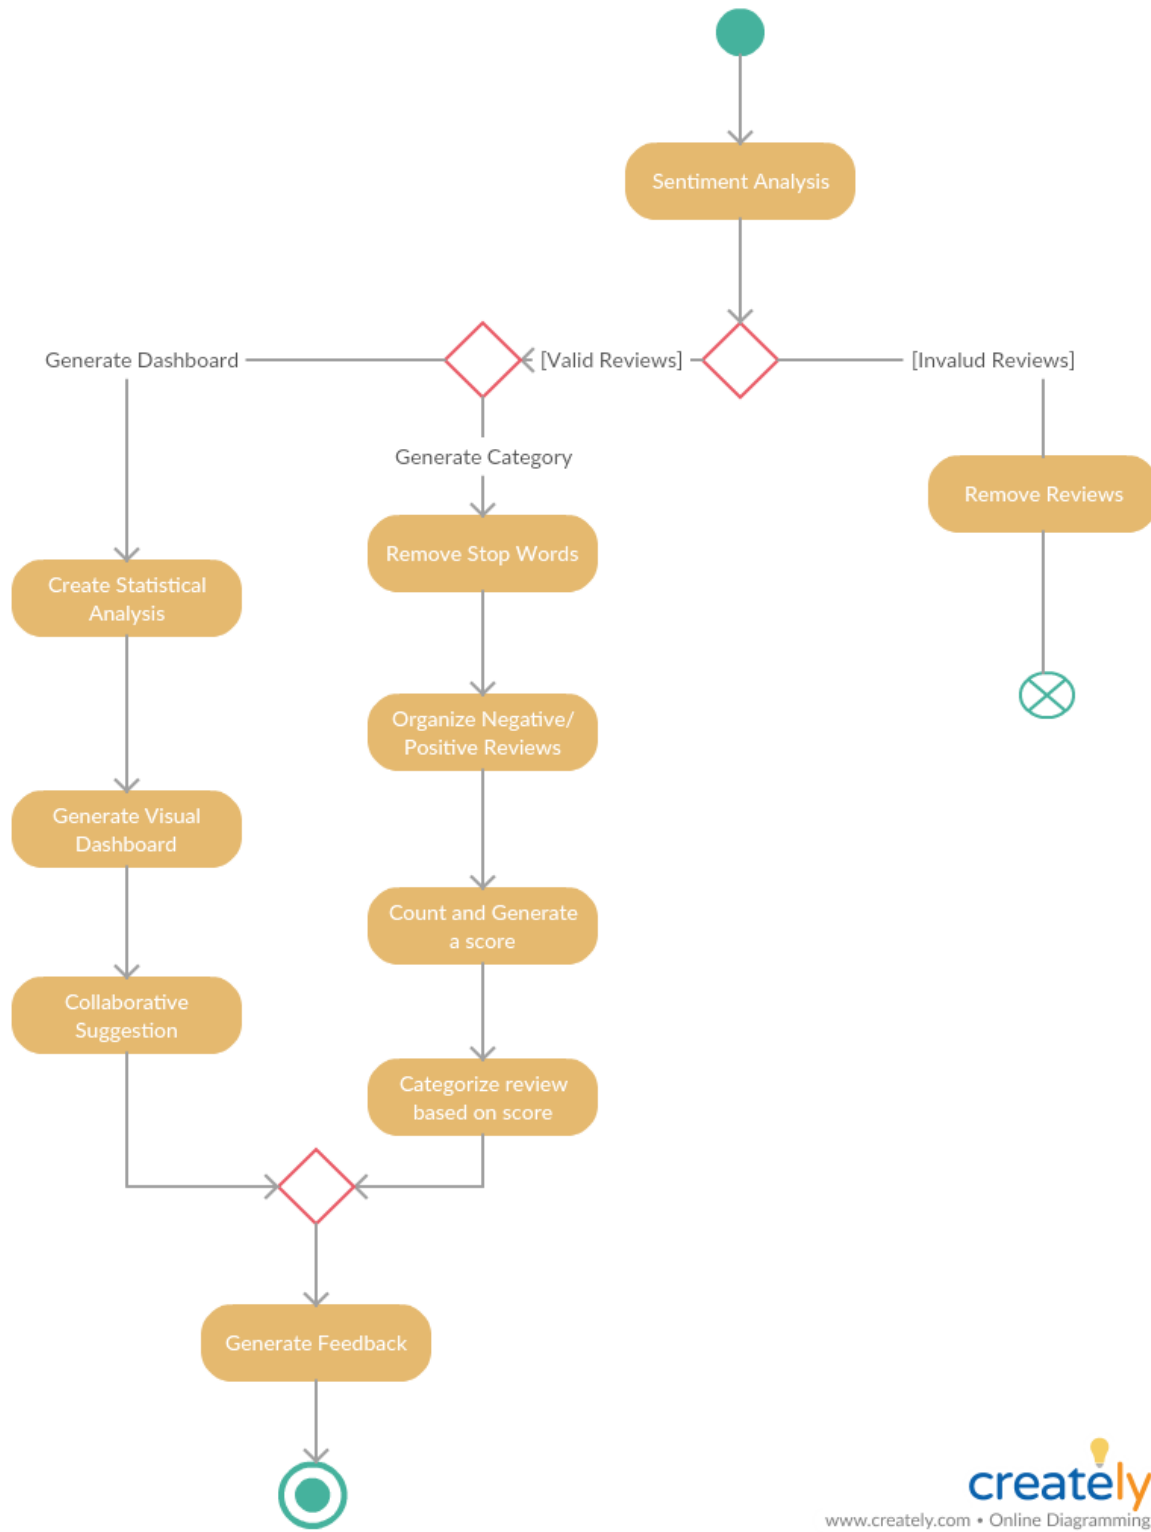 Sentiment Analysis
Generate Dashboard
[Valid Reviews]
[Invalud Reviews]
Generate Category
Remove Reviews
Remove Stop Words
Create Statistical
Analysis
Organize Negative/
Positive Reviews
Generate Visual
Dashboard
Count and Generate
a score
Collaborative
Suggestion
Categorize review
based on score
Generate Feedback
creately
www.creately.com • Online Diagramming